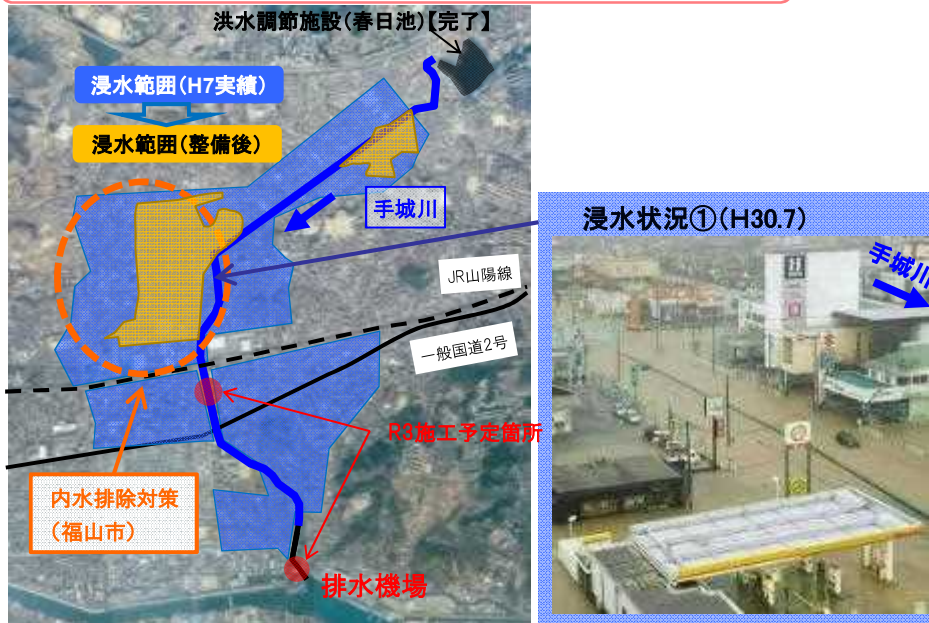 洪水調節施設(春日池)【完了】
浸水範囲(H7実績)
浸水範囲(整備後)
手城川
JR山陽線
一般国道2号
R3施工予定箇所
内水排除対策
(福山市)
排水機場
浸水状況①(H30.7)
手城川